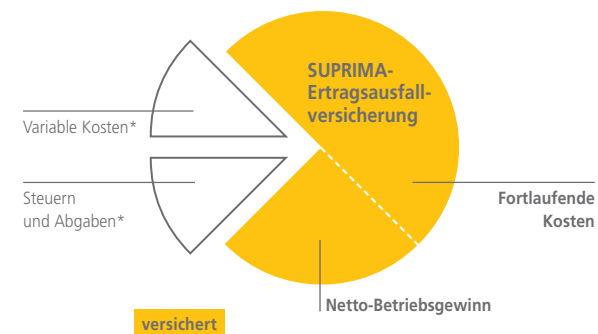 SUPRIMA-
Ertragsausfall-
versicherung
Variable Kosten*
Steuern
und Abgaben*
Fortlaufende
Kosten
Netto-Betriebsgewinn
versichert